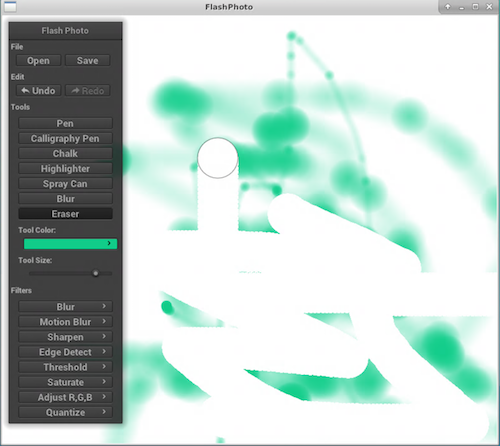 FlashPhoto
Flash Photo
File
Open Save
Edit
Undo Redo
Tools
Pen
Calligraphy Pen
Chalk
Highlighter
Spray Can
Blur
Eraser
Tool Color:
Tool Size:
Filters
Blur
Motion Blur
Sharpen
Edge Detect
Threshold
Saturate
Adjust R,G,B
Quantize